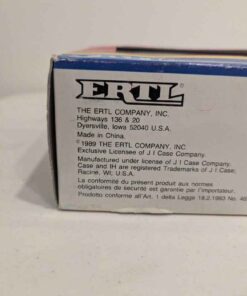 ERTL
THE ERTL COMPANY, INC.
Highways 136 & 20
Dyersville, Iowa 52040 U.S.A.
Made in China.
©1989 THE ERTL COMPANY, INC.
Exclusive Licensee of J I Case Company.
Manufactured under license of J I Case Company.
Case and IH are registered Trademarks of J I Case;
Racine, WI; U.S.A.
La conformité du présent produit aux normes
obligatoires de sécurité est garantie par l'importateur.
Prodotto conforme all'Art. 1 della Legge 18.2.1983 No. 46